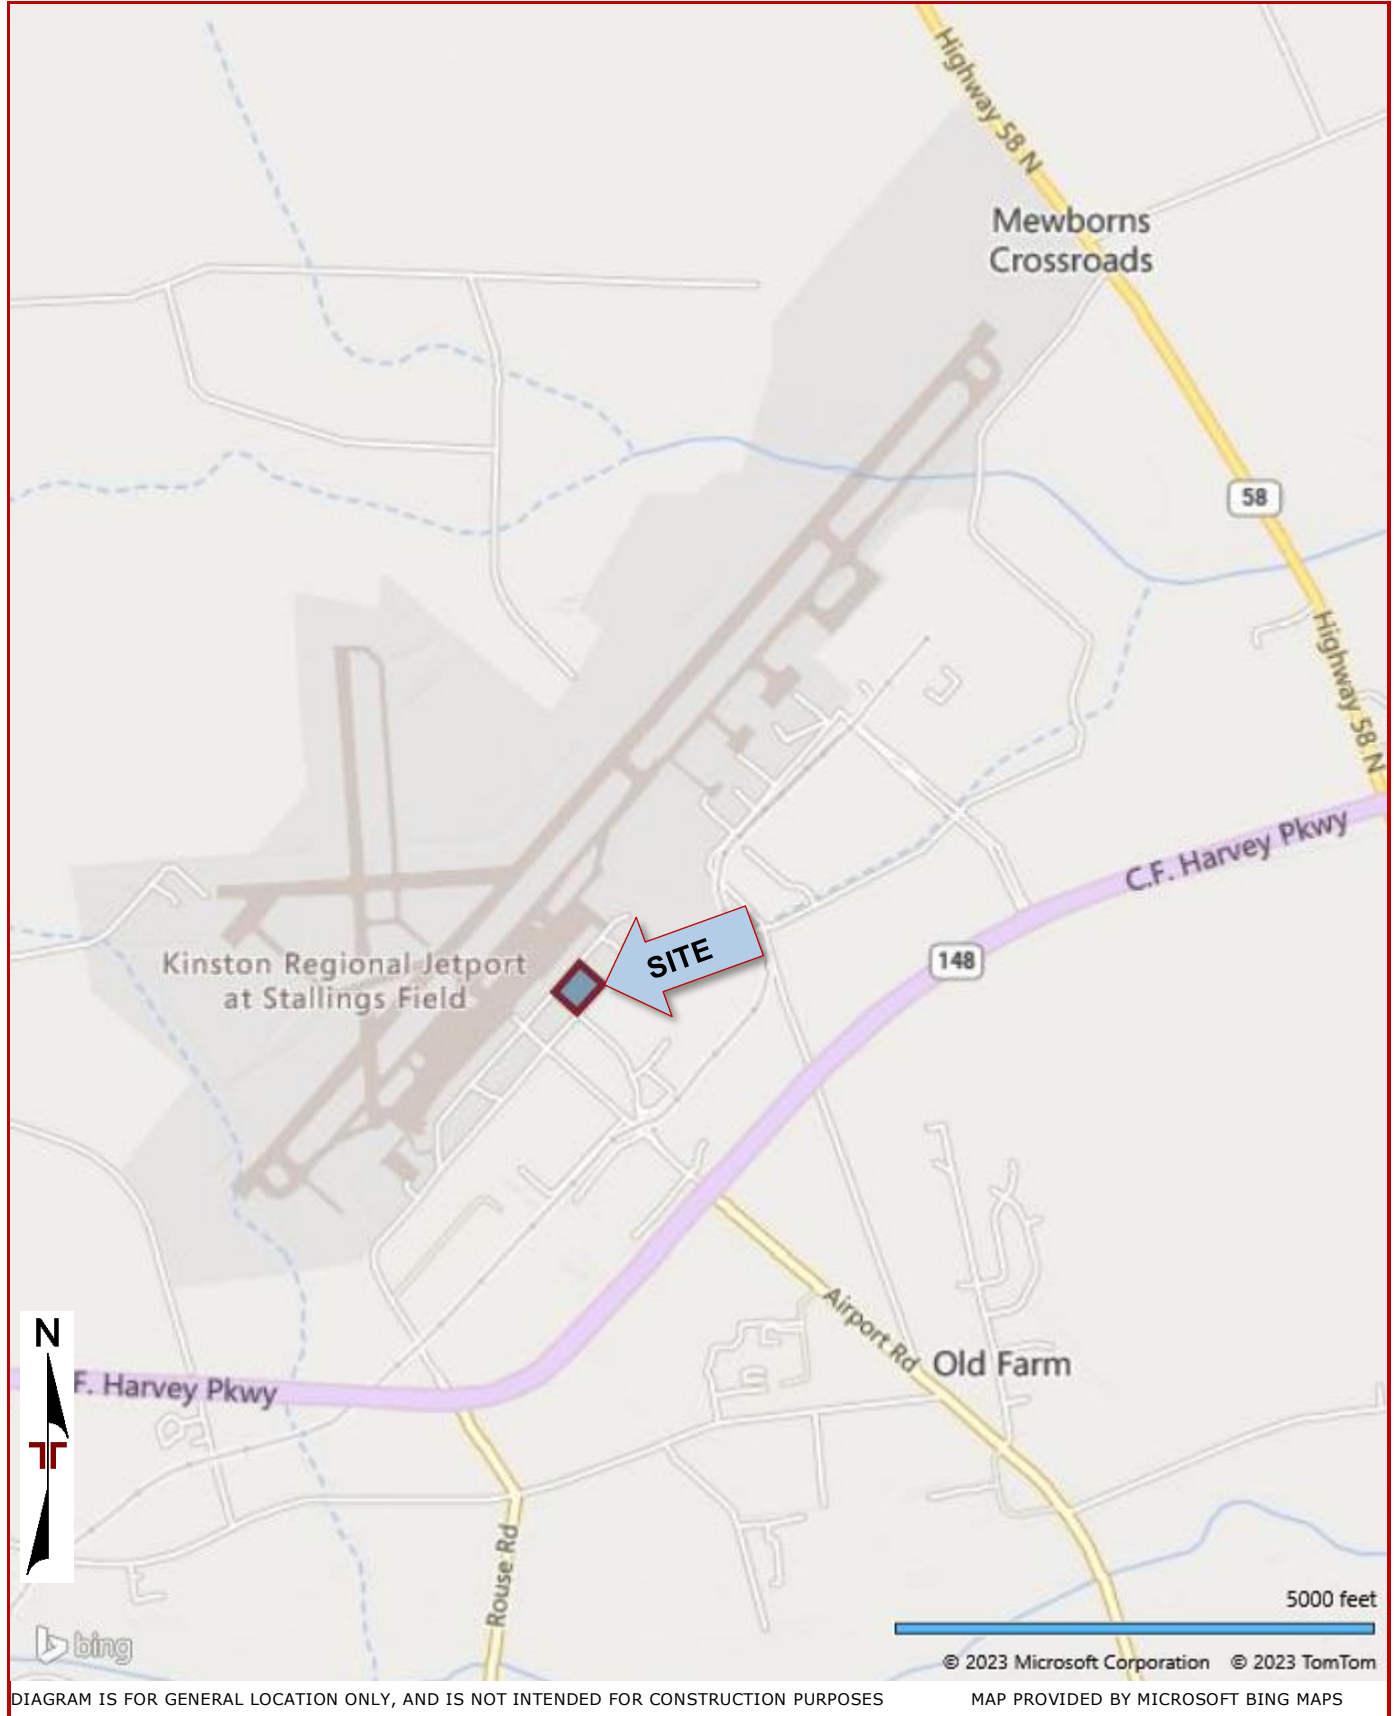 Highway 58 N
Mewborns
Crossroads
58
Highway 58 N
C.F. Harvey Pkwy
SITE
148
Kinston Regional Jetport
at Stallings Field
N
Airport Rd
Old Farm
F. Harvey Pkwy
Rouse Rd
5000 feet
bing
© 2023 Microsoft Corporation © 2023 TomTom
DIAGRAM IS FOR GENERAL LOCATION ONLY, AND IS NOT INTENDED FOR CONSTRUCTION PURPOSES
MAP PROVIDED BY MICROSOFT BING MAPS